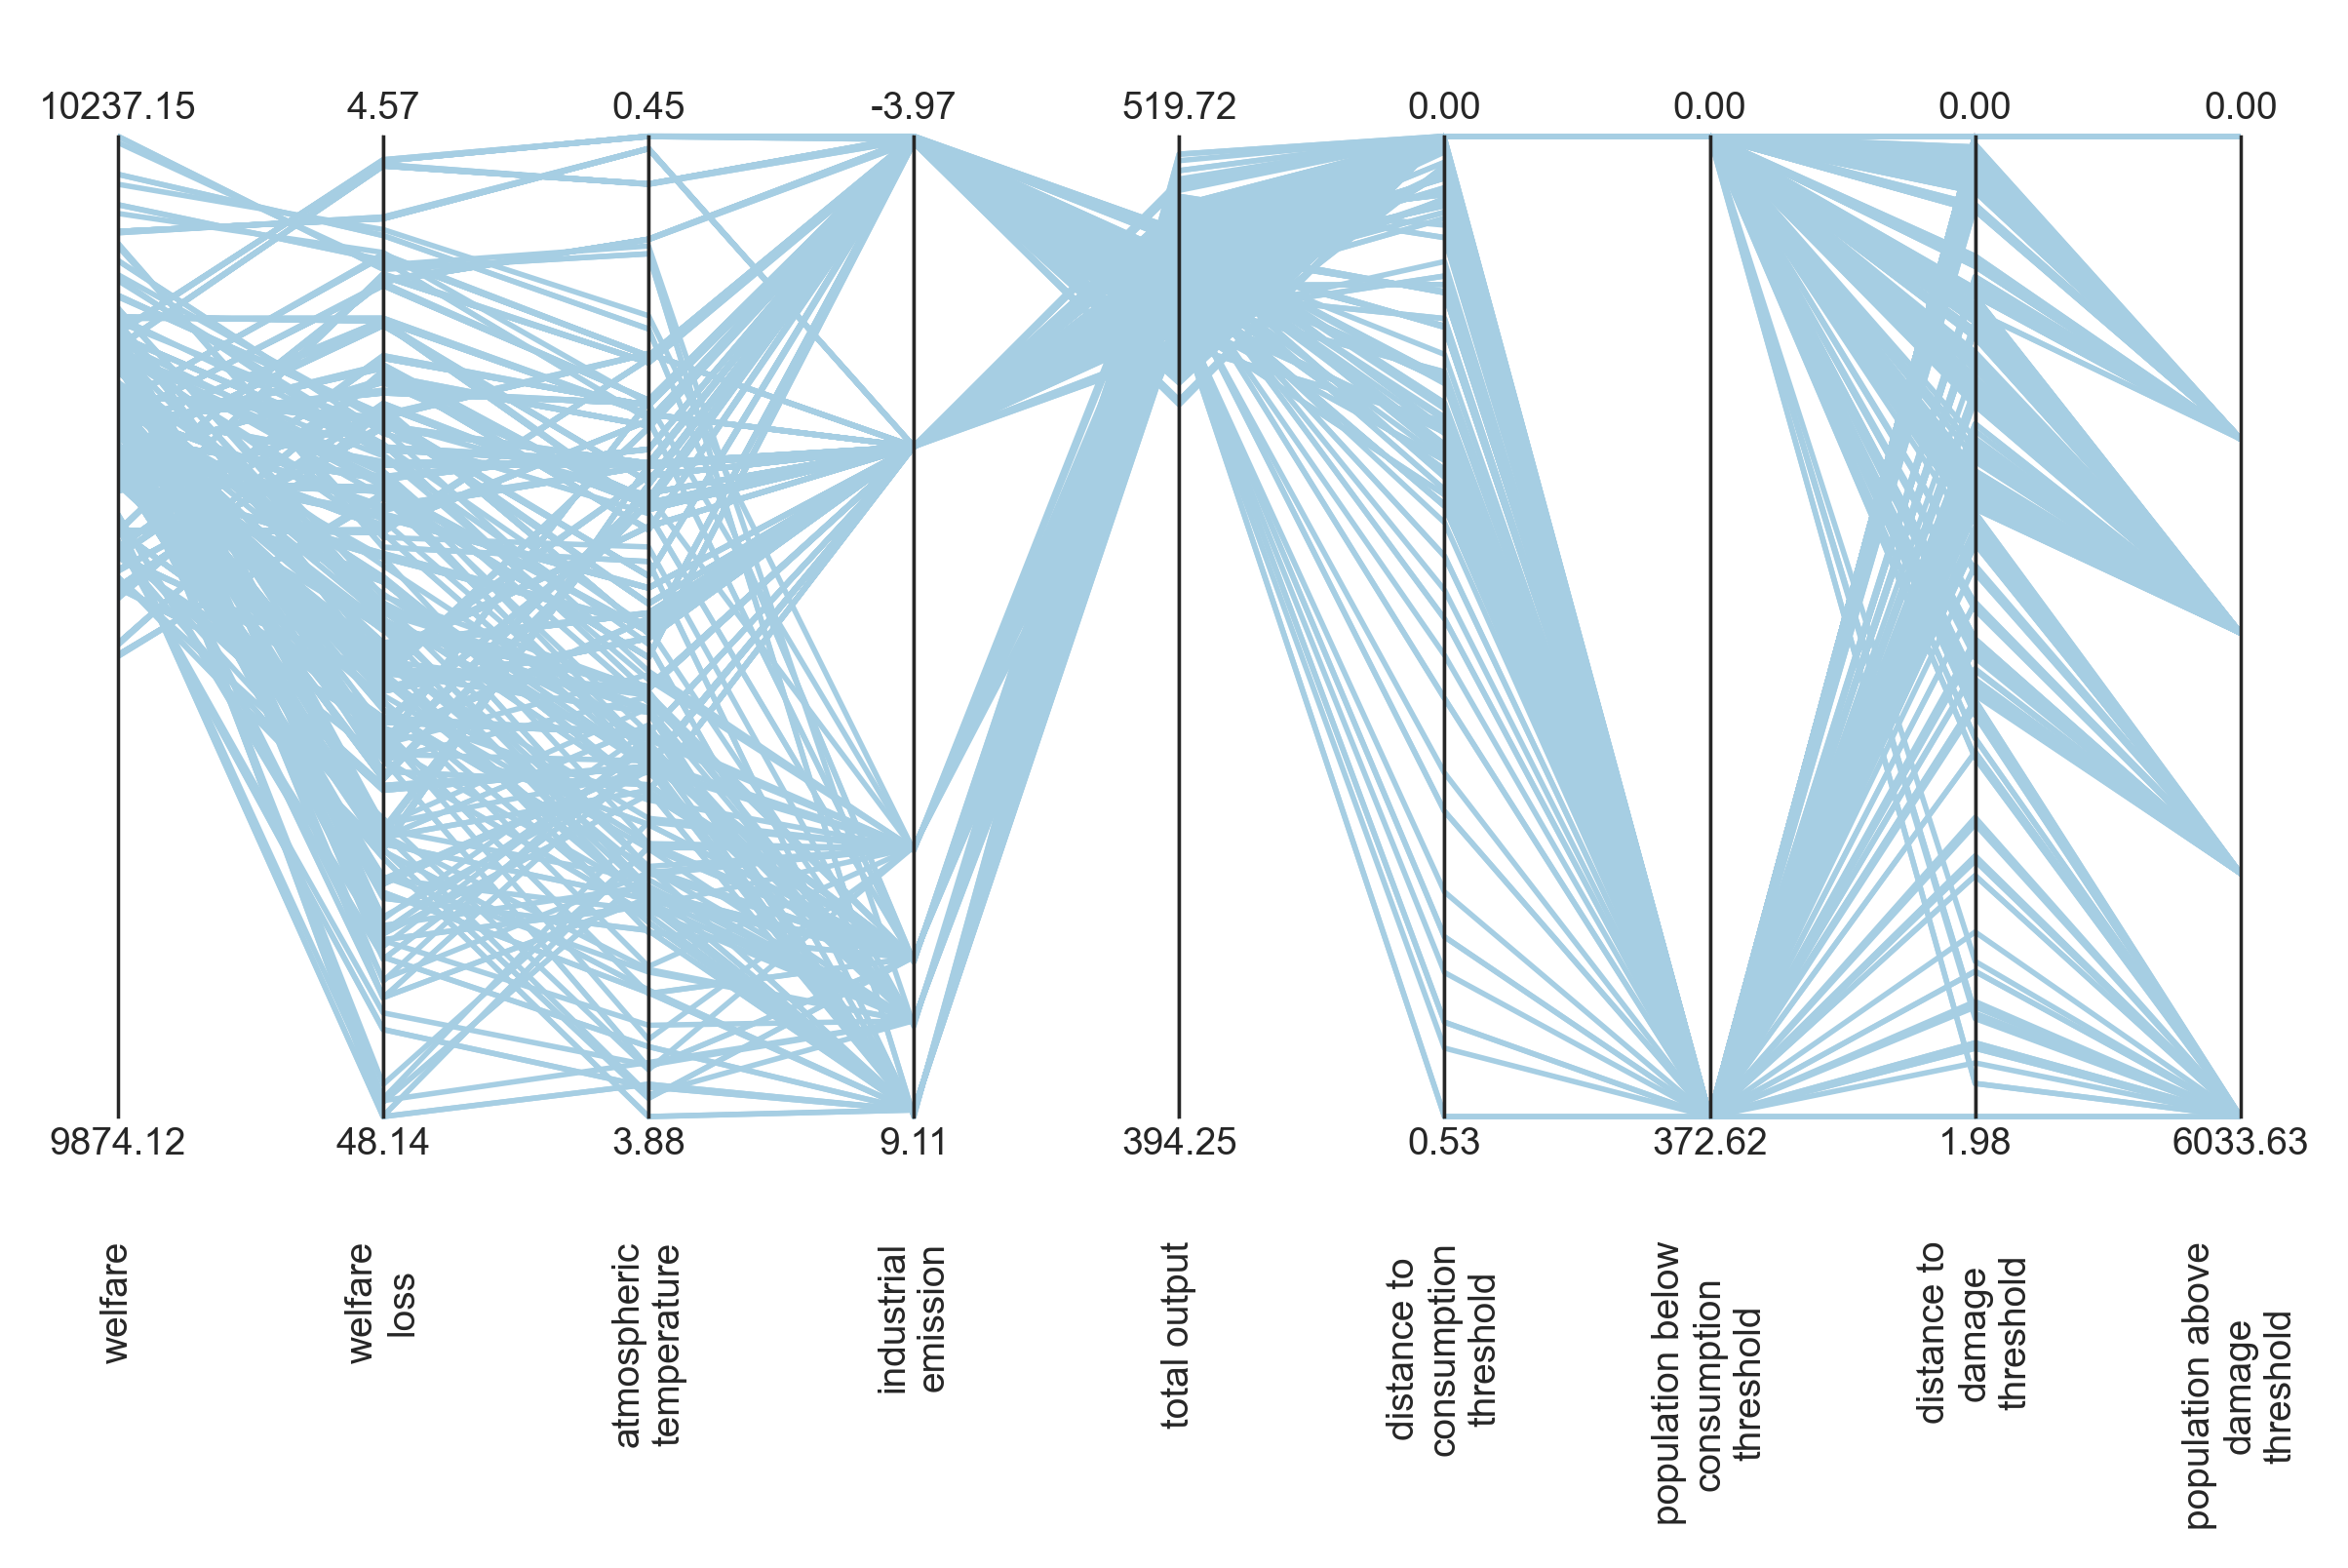 10237.15
4.57
0.45
-3.97
519.72
0.00
0.00
0.00
0.00
9874.12
48.14
3.88
9.11
394.25
0.53
372.62
1.98
6033.63
welfare
welfare
loss
atmospheric
temperature
industrial
emission
total output
distance to
consumption
threshold
population below
consumption
threshold
distance to
damage
threshold
population above
damage
threshold